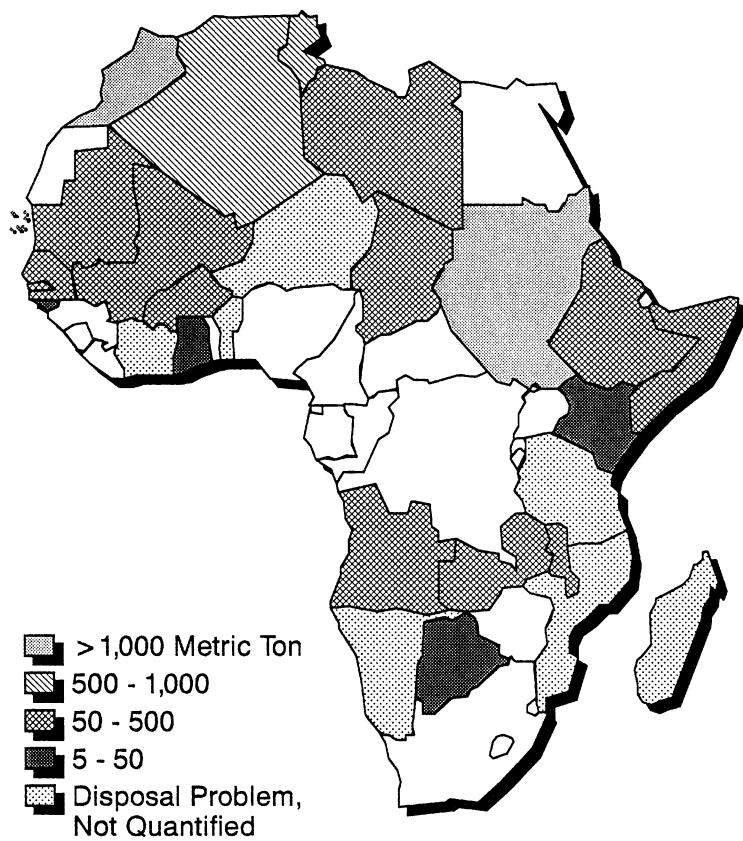 > 1,000 Metric Ton
500 - 1,000
50 - 500
5 - 50
Disposal Problem,
Not Quantified